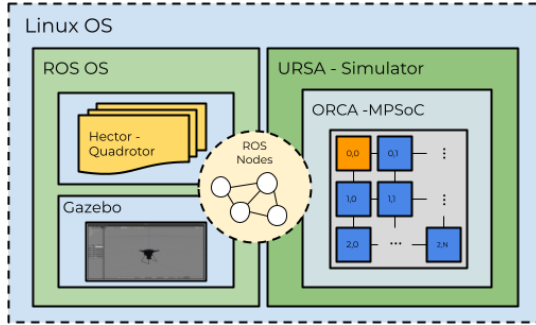 Linux OS
ROS OS
URSA - Simulator
Hector -
Quadrotor
ROS
Nodes
Gazebo
ORCA -MPSoC
0,0
0,1
1,0
1,1
2,0
2,N